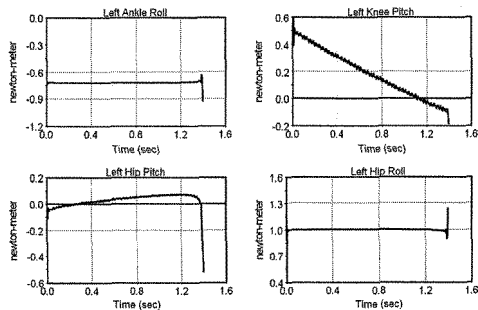 Left Ankle Roll
newton-meter
0.0
-0.3
-0.6
-0.9
-1.2
0.0 0.4 0.8 1.2 1.6
Time (sec)
Left Knee Pitch
newton-meter
0.6
0.4
0.2
0.0
-0.2
0.0 0.4 0.8 1.2 1.6
Time (sec)
Left Hip Pitch
newton-meter
0.2
0.0
-0.2
-0.4
-0.6
0.0 0.4 0.8 1.2 1.6
Time (sec)
Left Hip Roll
newton-meter
1.6
1.3
1.0
0.7
0.4
0.0 0.4 0.8 1.2 1.6
Time (sec)